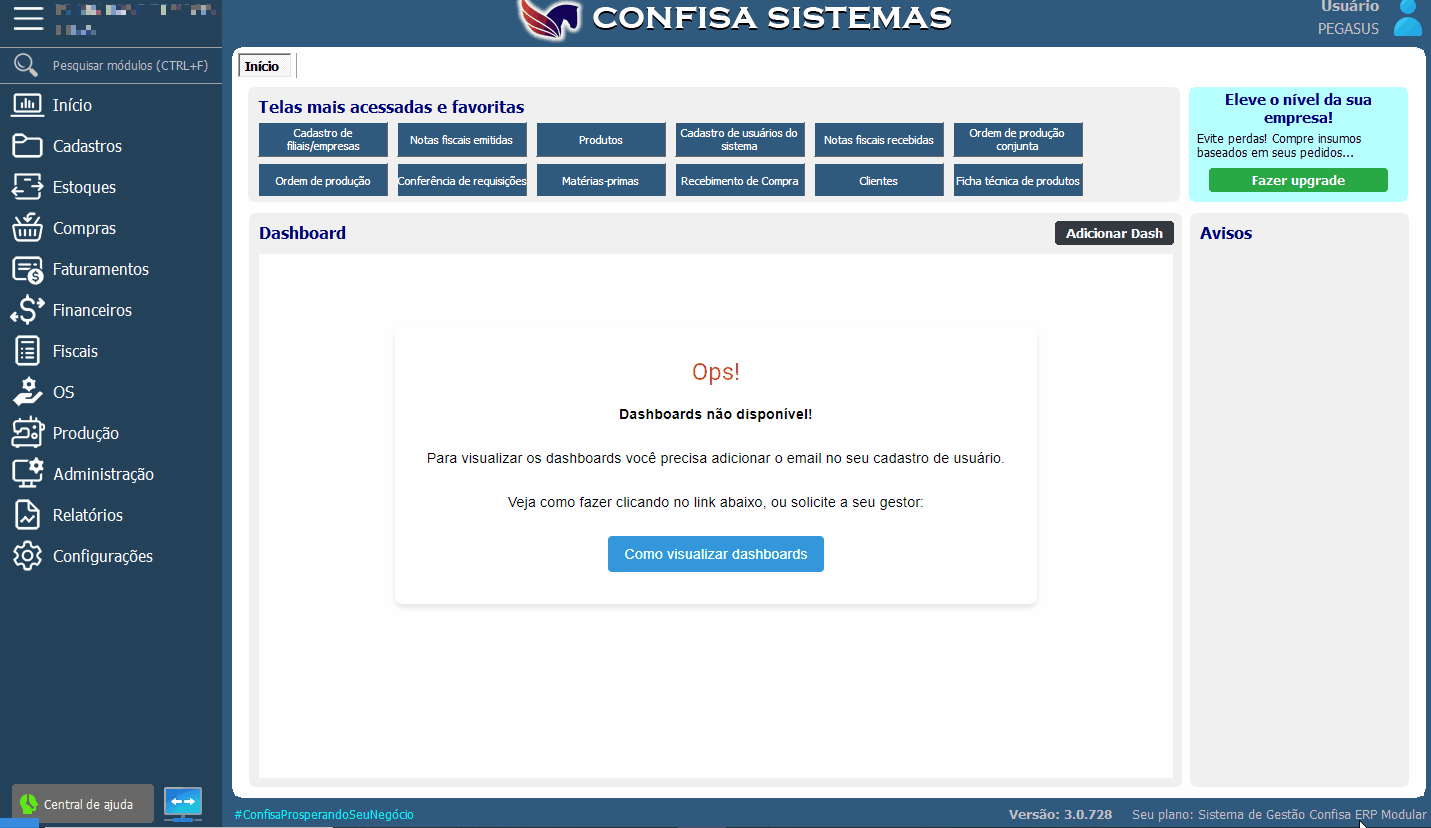 CONFISA SISTEMAS
Usuário
PEGASUS
Pesquisar módulos (CTRL+F)
Início
Cadastros
Estoques
Compras
Faturamentos
Financeiros
Fiscais
OS
Produção
Administração
Relatórios
Configurações
Central de ajuda
Início
Telas mais acessadas e favoritas
Cadastro de
filiais/empresas
Notas fiscais emitidas
Produtos
Cadastro de usuários do
sistema
Notas fiscais recebidas
Ordem de produção
conjunta
Ordem de produção
Conferência de requisições
Matérias-primas
Recebimento de Compra
Clientes
Ficha técnica de produtos
Eleve o nível da sua
empresa!
Evite perdas! Compre insumos
baseados em seus pedidos...
Fazer upgrade
Dashboard
Adicionar Dash
Ops!
Dashboards não disponível!
Para visualizar os dashboards você precisa adicionar o email no seu cadastro de usuário.
Veja como fazer clicando no link abaixo, ou solicite a seu gestor:
Como visualizar dashboards
Avisos
#ConfisaProsperandoSeuNegócio
Versão: 3.0.728
Seu plano: Sistema de Gestão Confisa ERP Modular